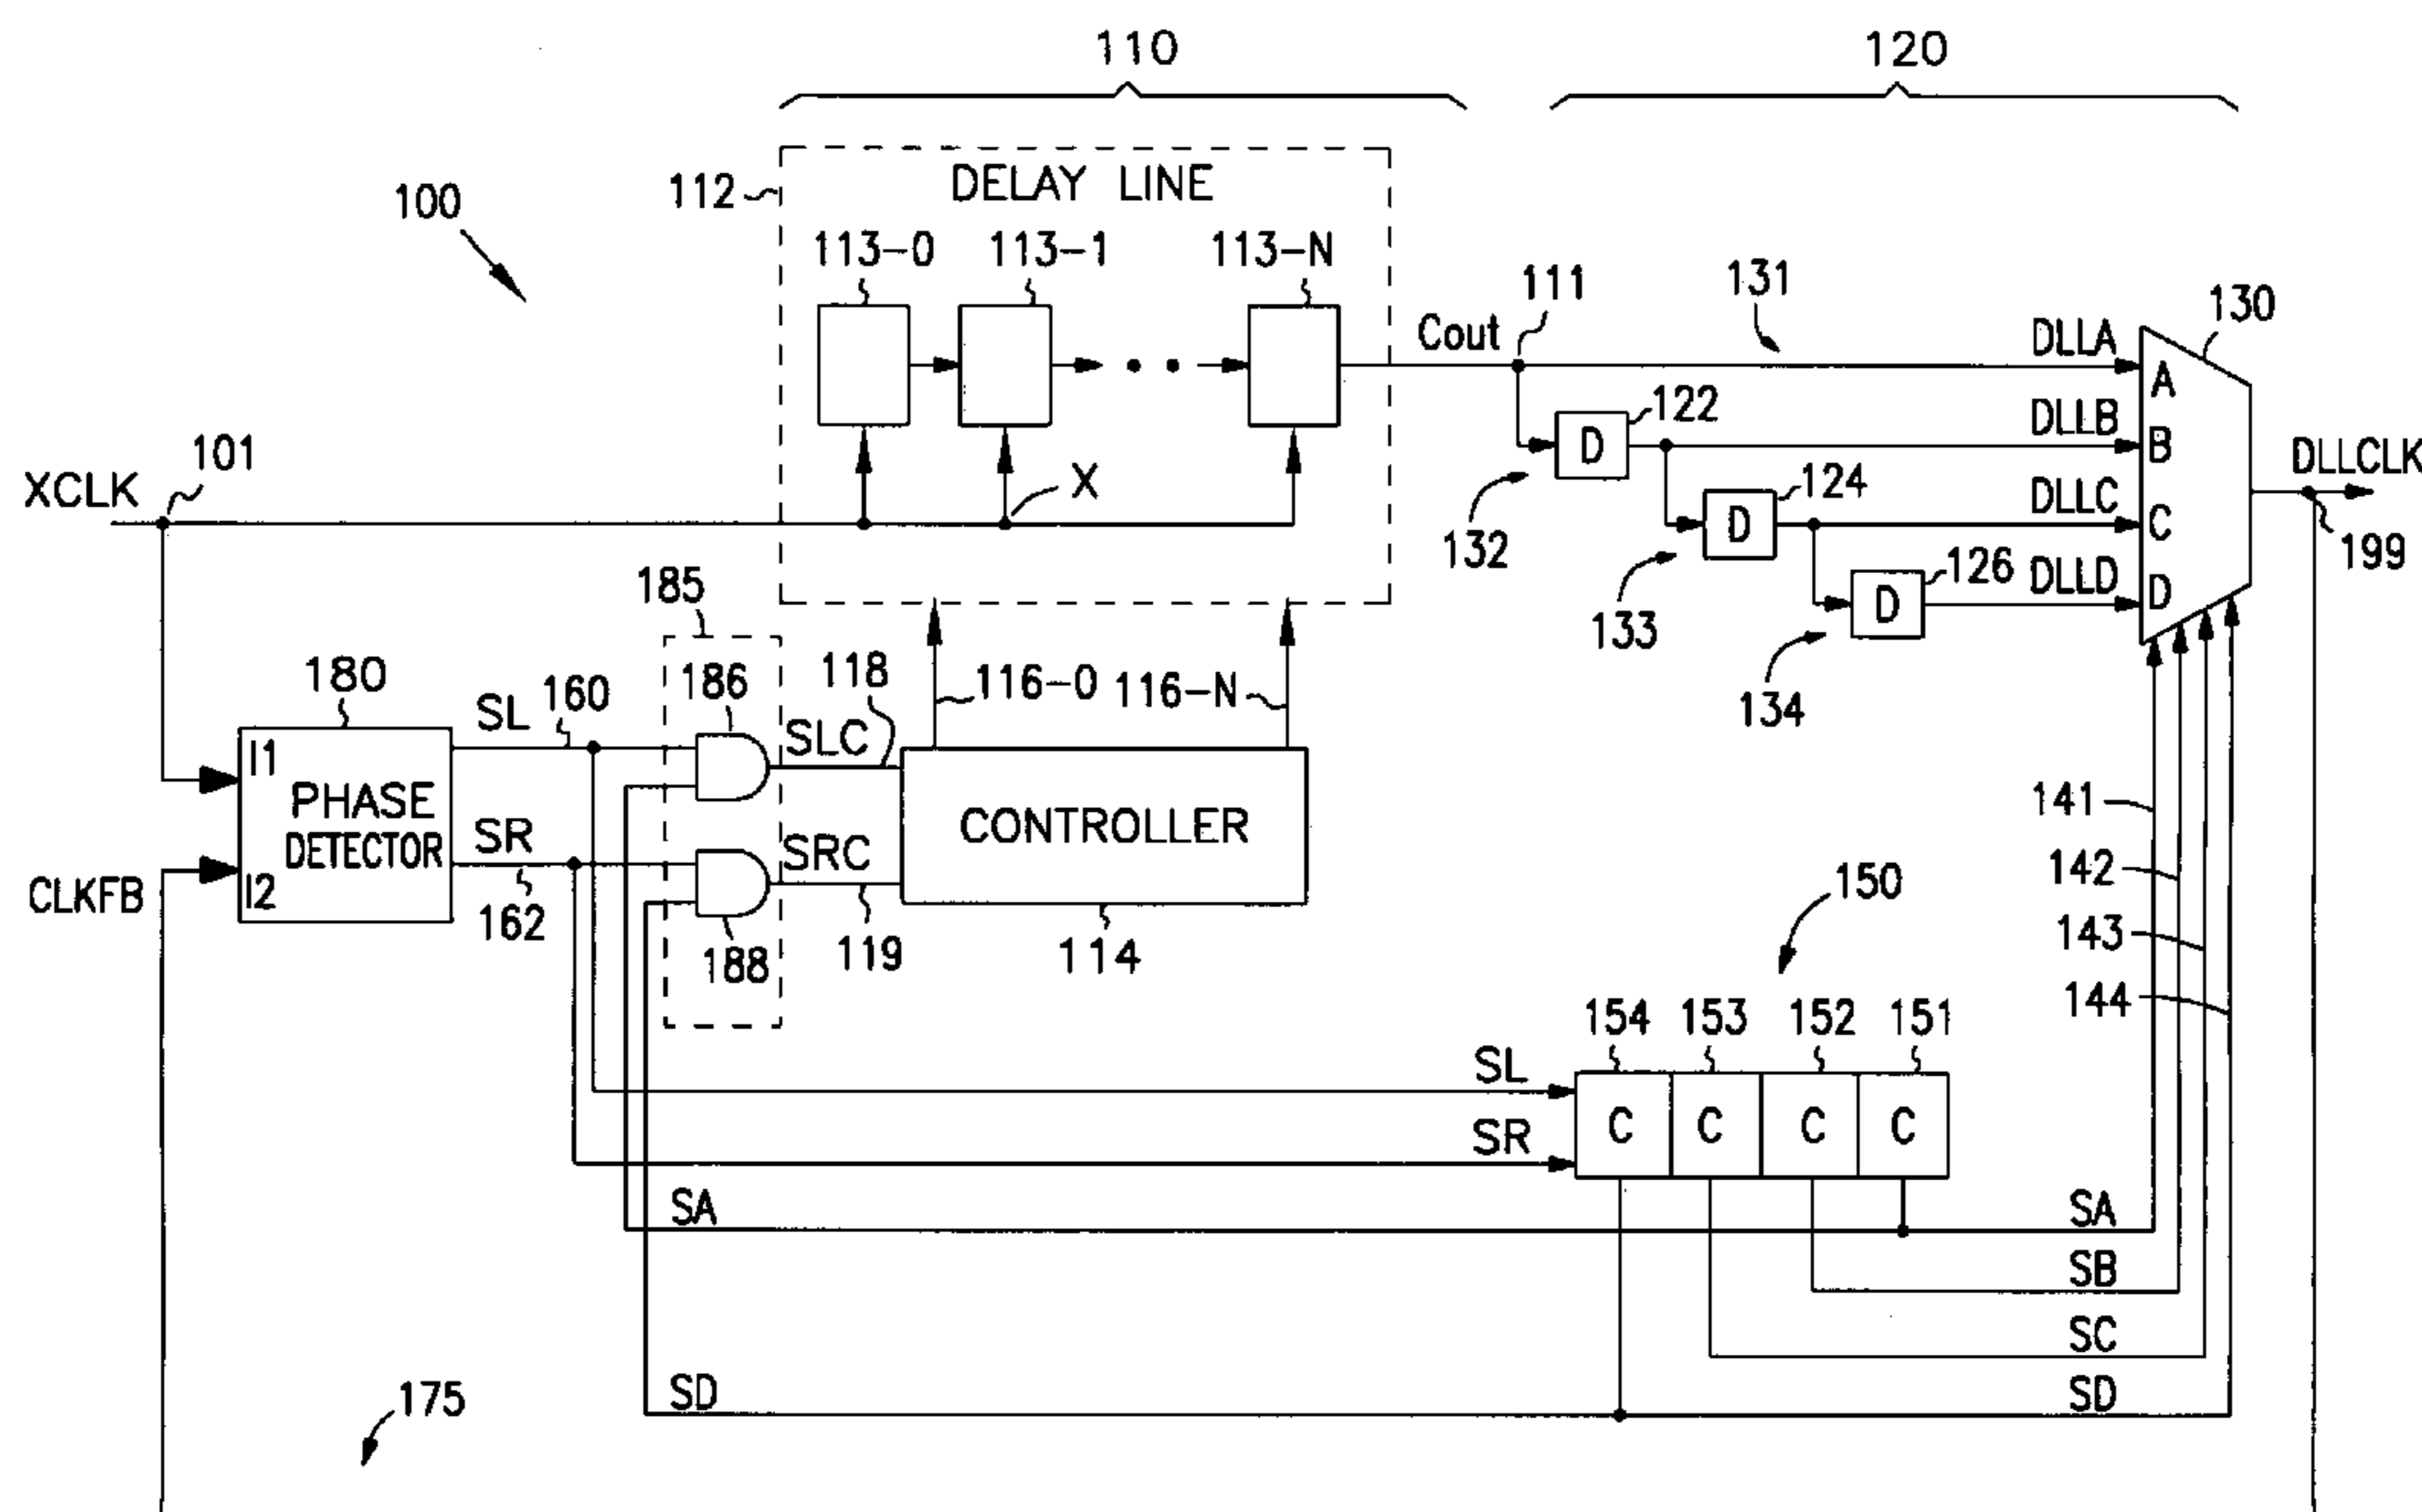 110
120
112
DELAY LINE
100
113-0
113-1
113-N
Cout
111
131
DLLA
130
A
D
122
DLLB
B
XCLK
101
X
132
D
124
DLLC
C
DLLCLK
199
133
D
126
DLLD
D
134
185
180
SL
160
186
118
SLC
116-0
116-N
I1
PHASE
DETECTOR
I2
SR
162
CLKFB
188
SRC
119
CONTROLLER
114
141
142
143
144
150
154
153
152
151
SL
SR
C
C
C
C
SA
SA
SB
SC
SD
SD
175